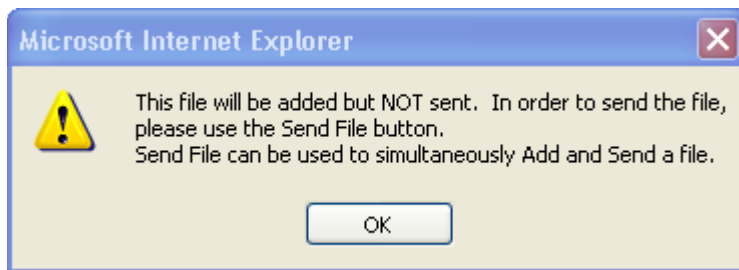 Microsoft Internet Explorer
This file will be added but NOT sent.  In order to send the file,
please use the Send File button.
Send File can be used to simultaneously Add and Send a file.
OK